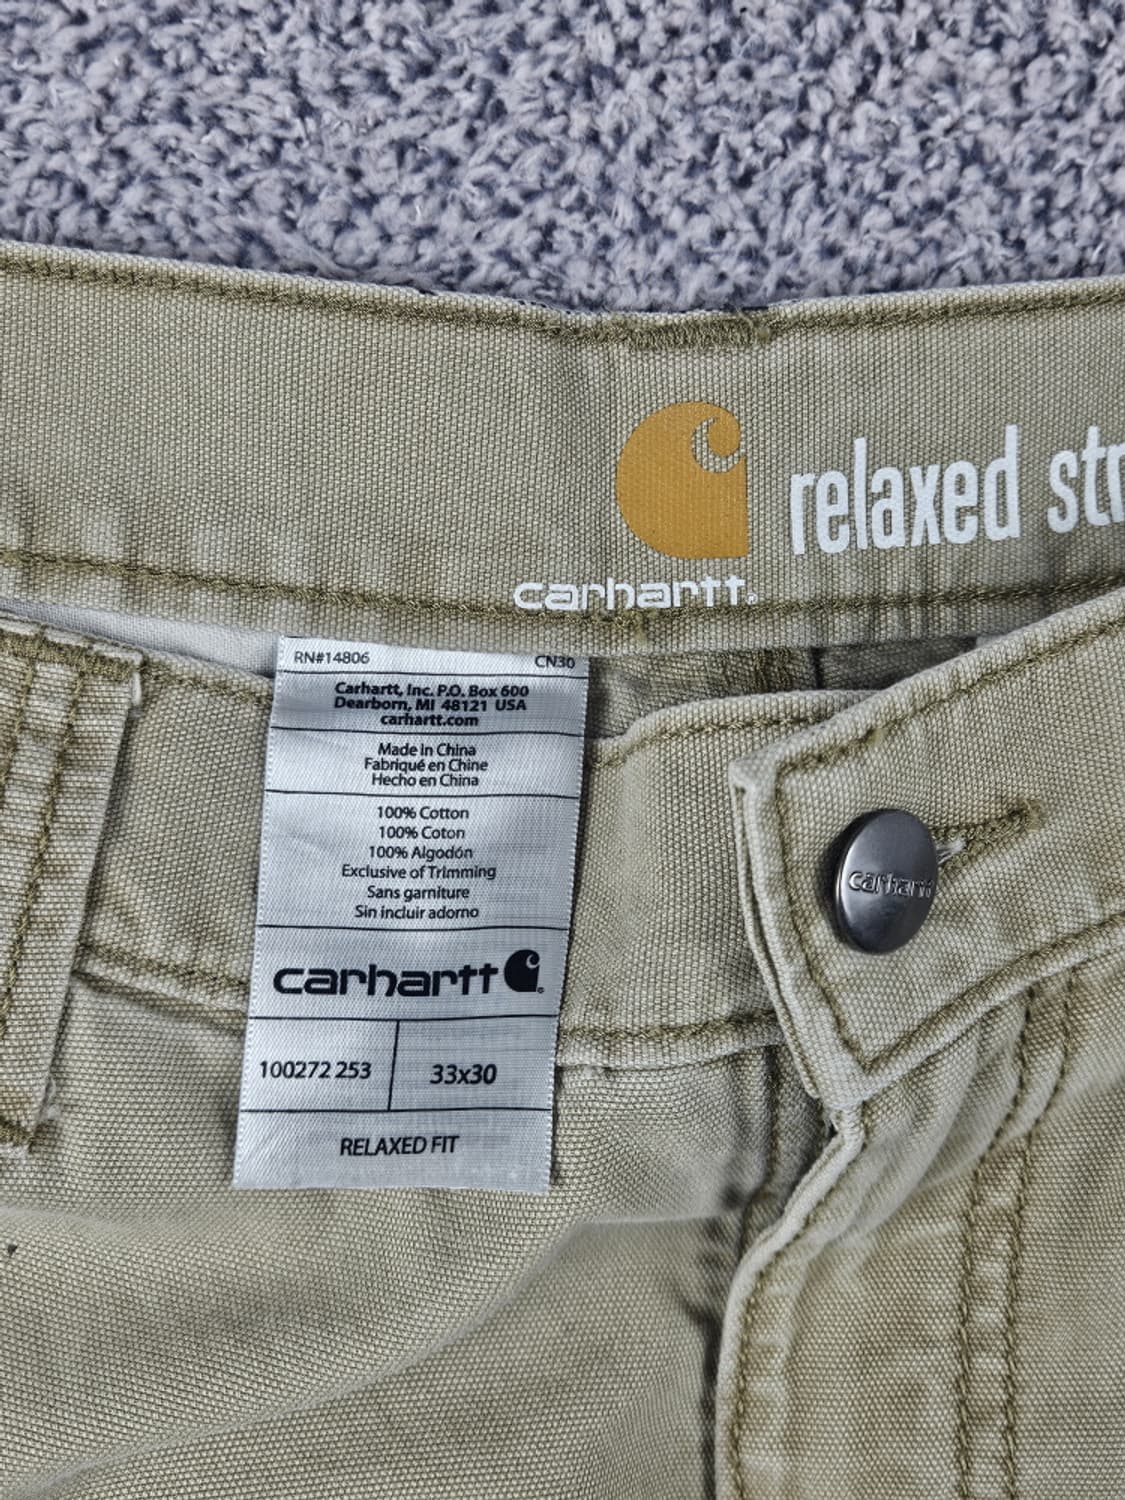 relaxed
carhartt
RN#14806 CN30
Carhartt, Inc. P.O. Box 600
Dearborn, MI 48121 USA
carhartt.com
Made in China
Fabriqué en Chine
Hecho en China
100% Cotton
100% Coton
100% Algodón
Exclusive of Trimming
Sans garniture
Sin incluir adorno
carhartt
100272 253 33x30
RELAXED FIT
carhartt